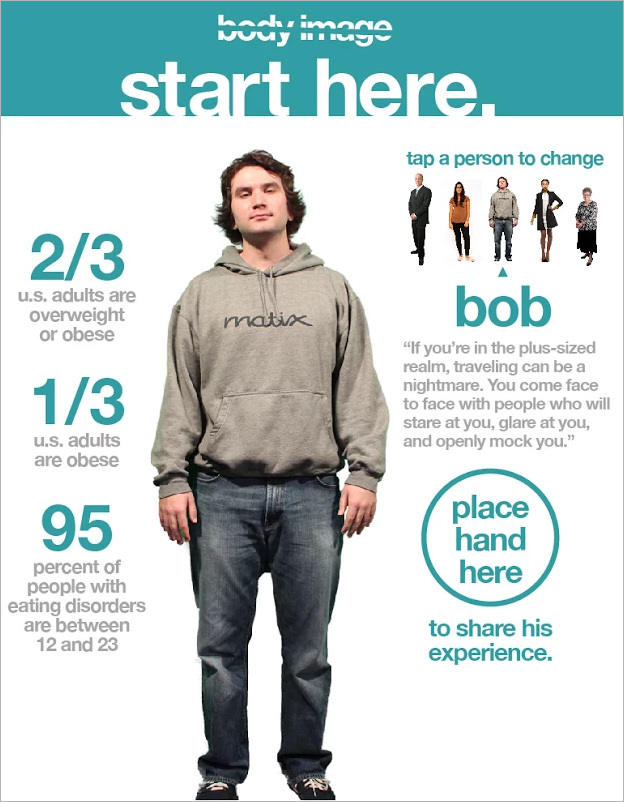 body image
start here.
2/3
u.s. adults are
overweight
or obese
1/3
u.s. adults
are obese
95
percent of
people with
eating disorders
are between
12 and 23
matix
tap a person to change
bob
“If you’re in the plus-sized
realm, traveling can be a
nightmare. You come face
to face with people who will
stare at you, glare at you,
and openly mock you.”
place
hand
here
to share his
experience.